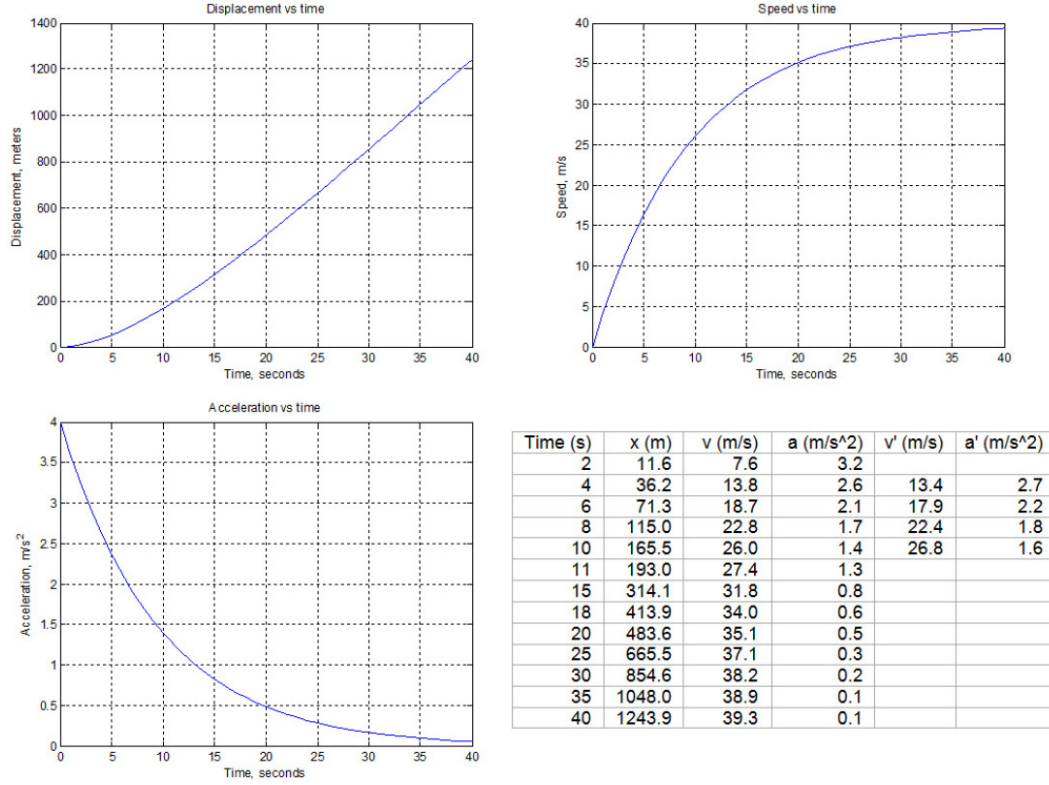 Displacement vs time
1400
1200
1000
800
600
400
200
0
Displacement, meters
0 5 10 15 20 25 30 35 40
Time, seconds
Speed vs time
40
35
30
25
20
15
10
5
0
Speed, m/s
0 5 10 15 20 25 30 35 40
Time, seconds
Acceleration vs time
4
3.5
3
2.5
2
1.5
1
0.5
0
Acceleration, m/s²
0 5 10 15 20 25 30 35 40
Time, seconds
Time (s) x (m) v (m/s) a (m/s^2) v' (m/s) a' (m/s^2)
2 11.6 7.6 3.2
4 36.2 13.8 2.6 13.4 2.7
6 71.3 18.7 2.1 17.9 2.2
8 115.0 22.8 1.7 22.4 1.8
10 165.5 26.0 1.4 26.8 1.6
11 193.0 27.4 1.3
15 314.1 31.8 0.8
18 413.9 34.0 0.6
20 483.6 35.1 0.5
25 665.5 37.1 0.3
30 854.6 38.2 0.2
35 1048.0 38.9 0.1
40 1243.9 39.3 0.1